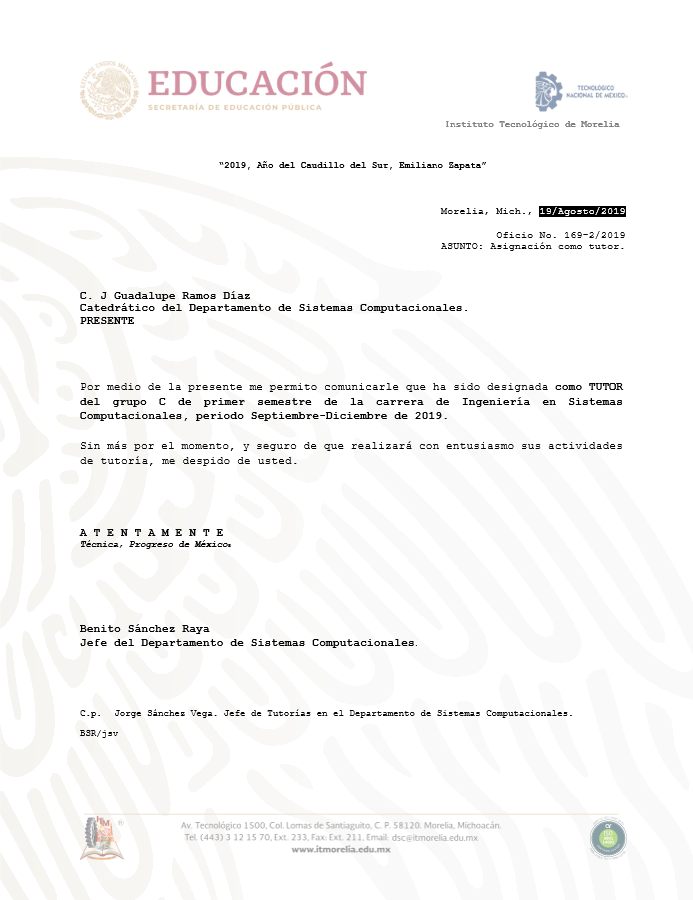 EDUCACIÓN
SECRETARÍA DE EDUCACIÓN PÚBLICA
TECNOLÓGICO
NACIONAL DE MÉXICO
Instituto Tecnológico de Morelia
“2019, Año del Caudillo del Sur, Emiliano Zapata”
Morelia, Mich., 19/Agosto/2019
Oficio No. 169-2/2019
ASUNTO: Asignación como tutor.
C. J Guadalupe Ramos Díaz
Catedrático del Departamento de Sistemas Computacionales.
PRESENTE
Por medio de la presente me permito comunicarle que ha sido designada como TUTOR
del grupo C de primer semestre de la carrera de Ingeniería en Sistemas
Computacionales, periodo Septiembre-Diciembre de 2019.
Sin más por el momento, y seguro de que realizará con entusiasmo sus actividades
de tutoría, me despido de usted.
A T E N T A M E N T E
Técnica, Progreso de México.
Benito Sánchez Raya
Jefe del Departamento de Sistemas Computacionales.
C.p. Jorge Sánchez Vega. Jefe de Tutorías en el Departamento de Sistemas Computacionales.
BSR/jsv
Av. Tecnológico 1500, Col. Lomas de Santiaguito, C. P. 58120. Morelia, Michoacán.
Tel. (443) 3 12 15 70, Ext. 233, Fax: Ext. 211, Email: dsc@itmorelia.edu.mx
www.itmorelia.edu.mx